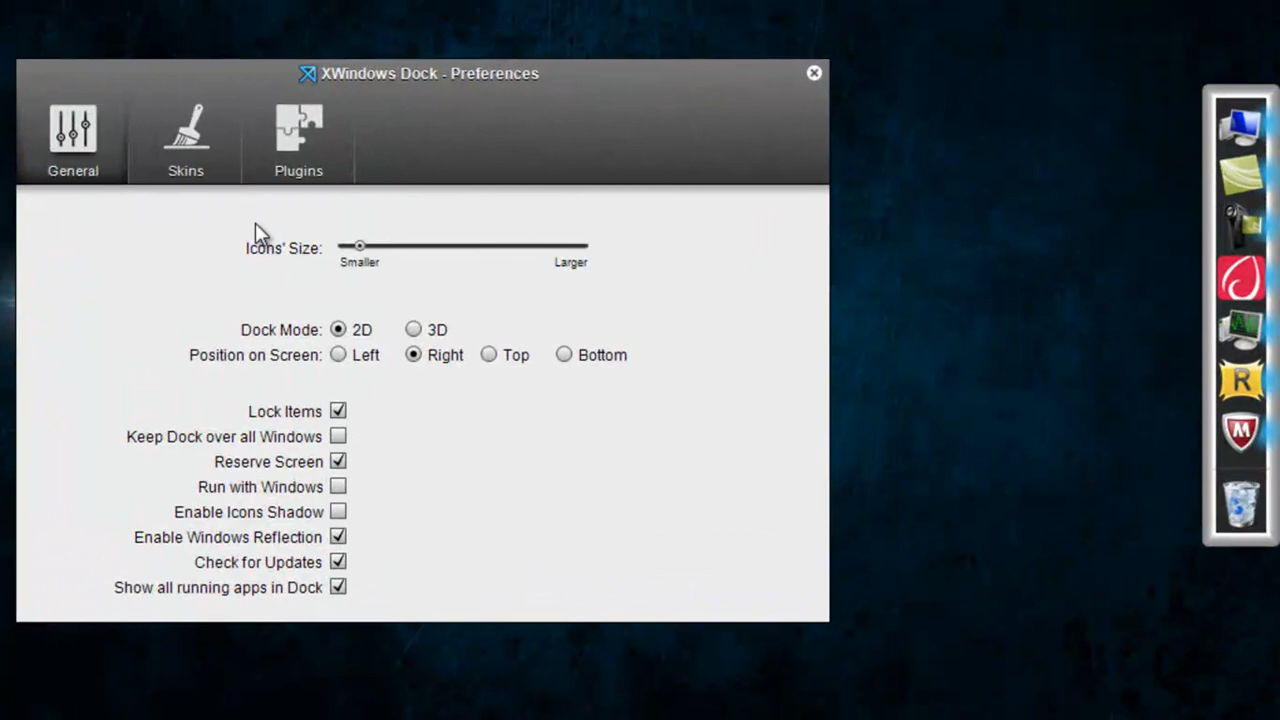 XWindows Dock - Preferences
General Skins Plugins
Icons' Size:
Smaller Larger
Dock Mode: 2D 3D
Position on Screen: Left Right Top Bottom
Lock Items
Keep Dock over all Windows
Reserve Screen
Run with Windows
Enable Icons Shadow
Enable Windows Reflection
Check for Updates
Show all running apps in Dock
R
M